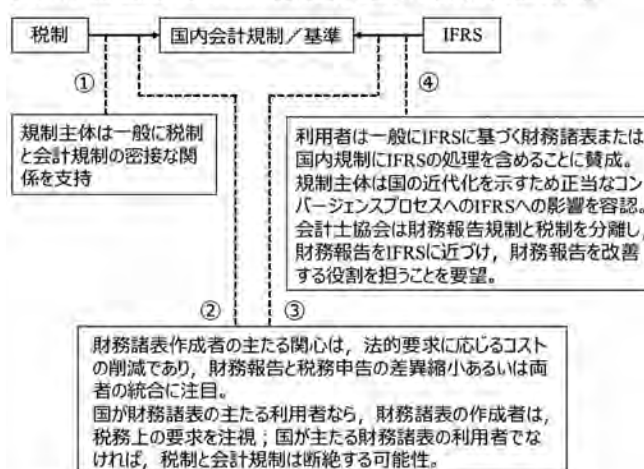 税制
国内会計規制／基準
IFRS
①
④
規制主体は一般に税制
と会計規制の密接な関
係を支持
利用者は一般にIFRSに基づく財務諸表または
国内規制にIFRSの処理を含めることに賛成。
規制主体は国の近代化を示すため正当なコン
バージェンスプロセスへのIFRSへの影響を容認。
会計士協会は財務報告規制と税制を分離し，
財務報告をIFRSに近づけ，財務報告を改善
する役割を担うことを要望。
②
③
財務諸表作成者の主たる関心は，法的要求に応じるコスト
の削減であり，財務報告と税務申告の差異縮小あるいは両
者の統合に注目。
国が財務諸表の主たる利用者なら，財務諸表の作成者は，
税務上の要求を注視；国が主たる財務諸表の利用者でな
ければ，税制と会計規制は断絶する可能性。